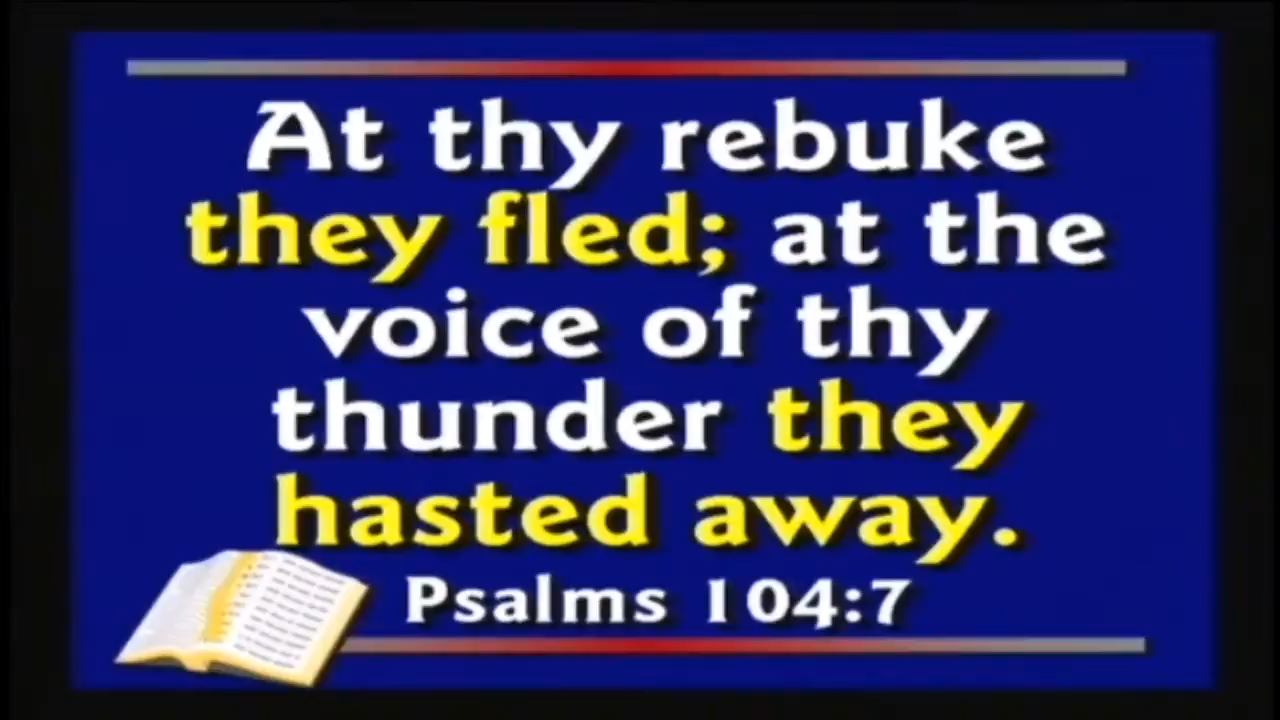 At thy rebuke
they fled; at the
voice of thy
thunder they
hasted away.
Psalms 104:7